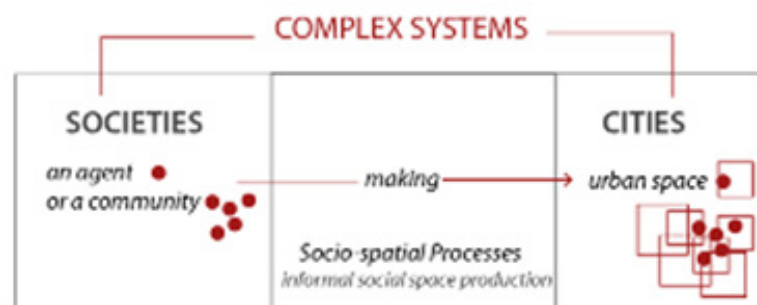 COMPLEX SYSTEMS
SOCIETIES
an agent
or a community
making
Socio-spatial Processes
informal social space production
CITIES
urban space